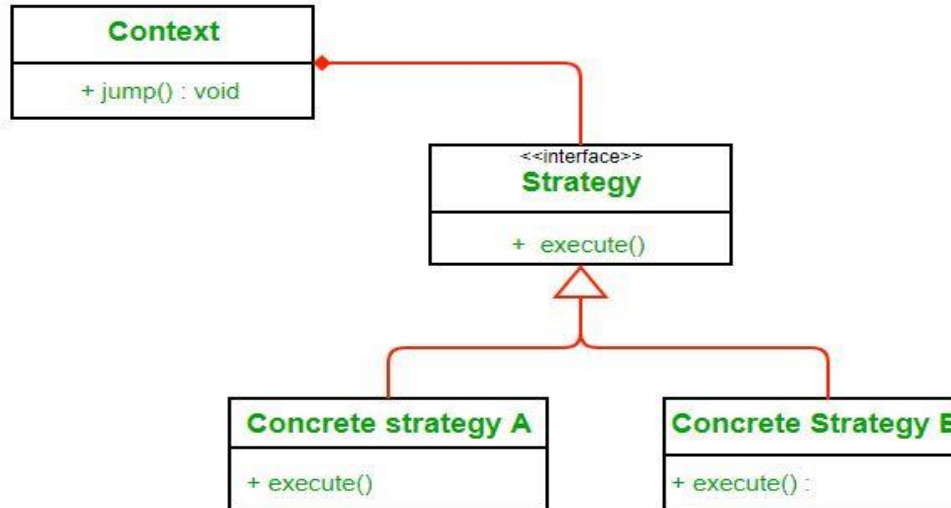 Context
+ jump() : void
<<interface>>
Strategy
+ execute()
Concrete strategy A
+ execute()
Concrete Strategy B
+ execute() :